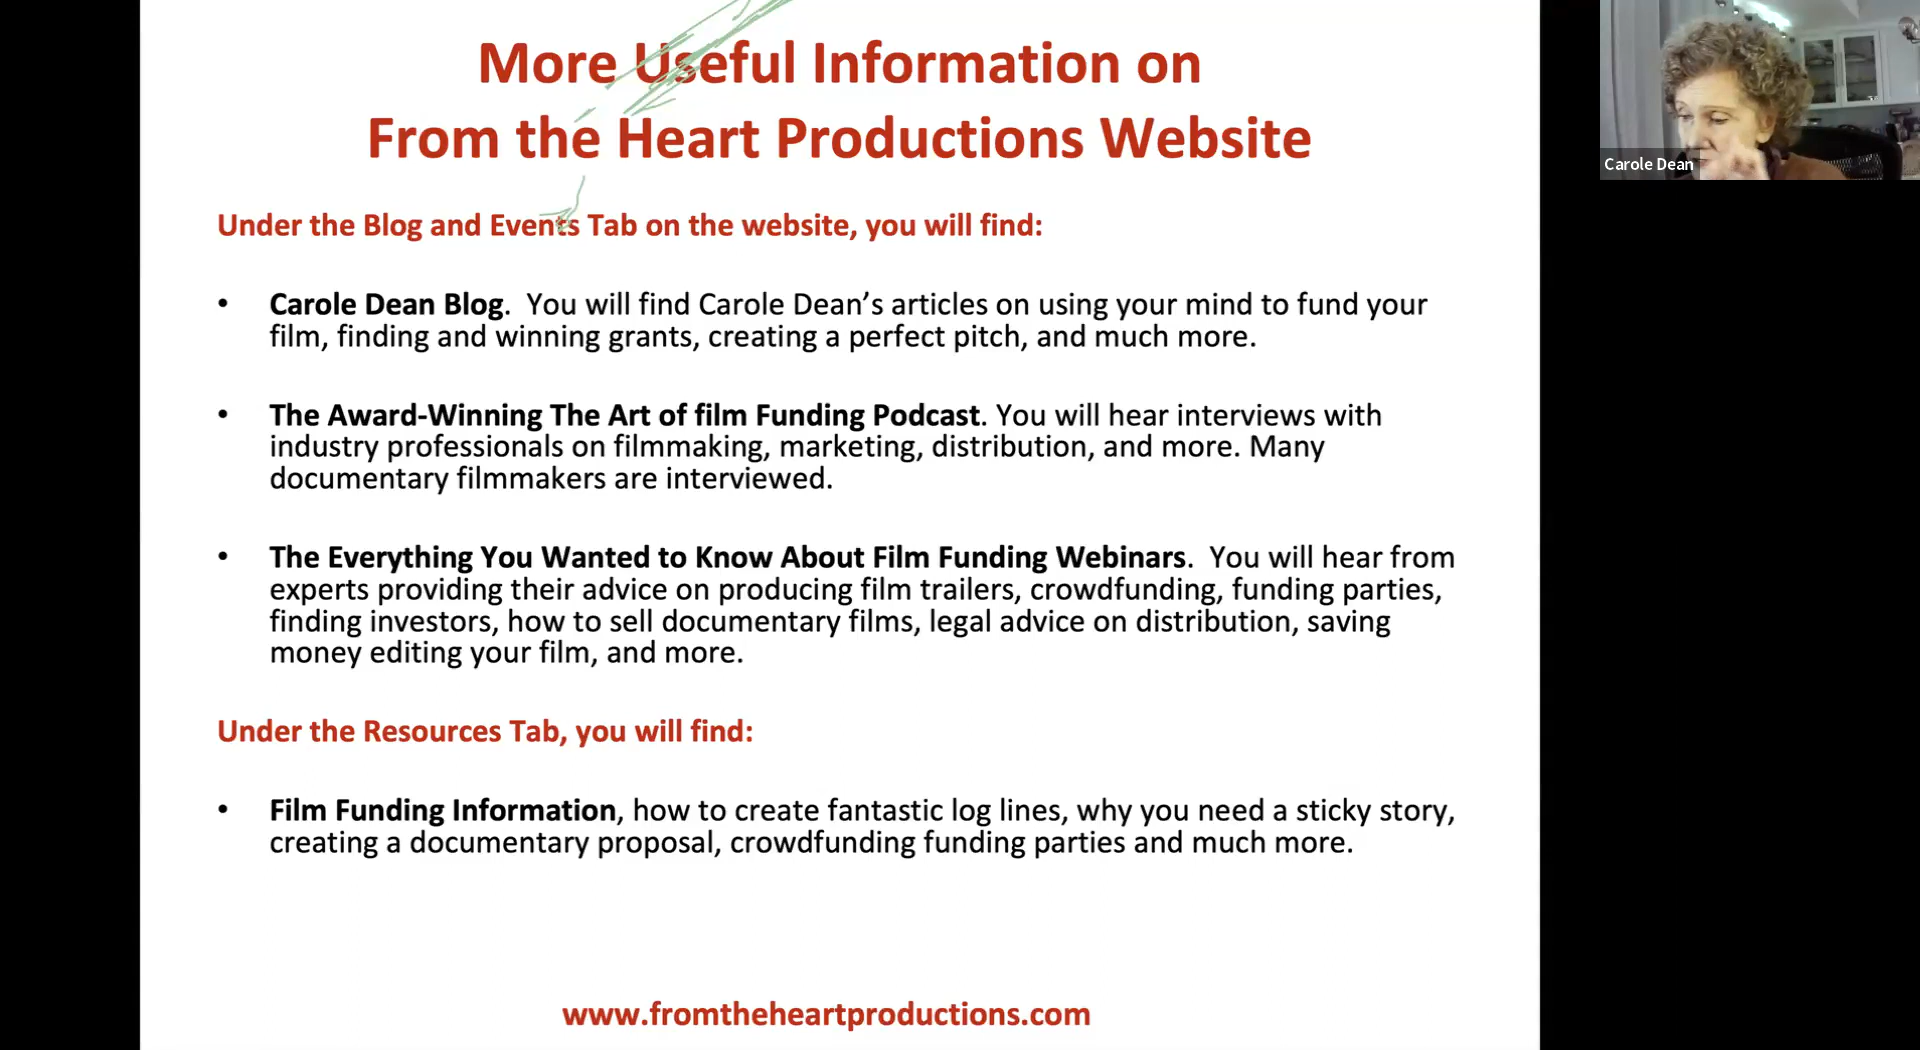 More Useful Information on
From the Heart Productions Website
Carole Dean
Under the Blog and Events Tab on the website, you will find:
• Carole Dean Blog.  You will find Carole Dean’s articles on using your mind to fund your
film, finding and winning grants, creating a perfect pitch, and much more.
• The Award-Winning The Art of film Funding Podcast. You will hear interviews with
industry professionals on filmmaking, marketing, distribution, and more. Many
documentary filmmakers are interviewed.
• The Everything You Wanted to Know About Film Funding Webinars.  You will hear from
experts providing their advice on producing film trailers, crowdfunding, funding parties,
finding investors, how to sell documentary films, legal advice on distribution, saving
money editing your film, and more.
Under the Resources Tab, you will find:
• Film Funding Information, how to create fantastic log lines, why you need a sticky story,
creating a documentary proposal, crowdfunding funding parties and much more.
www.fromtheheartproductions.com